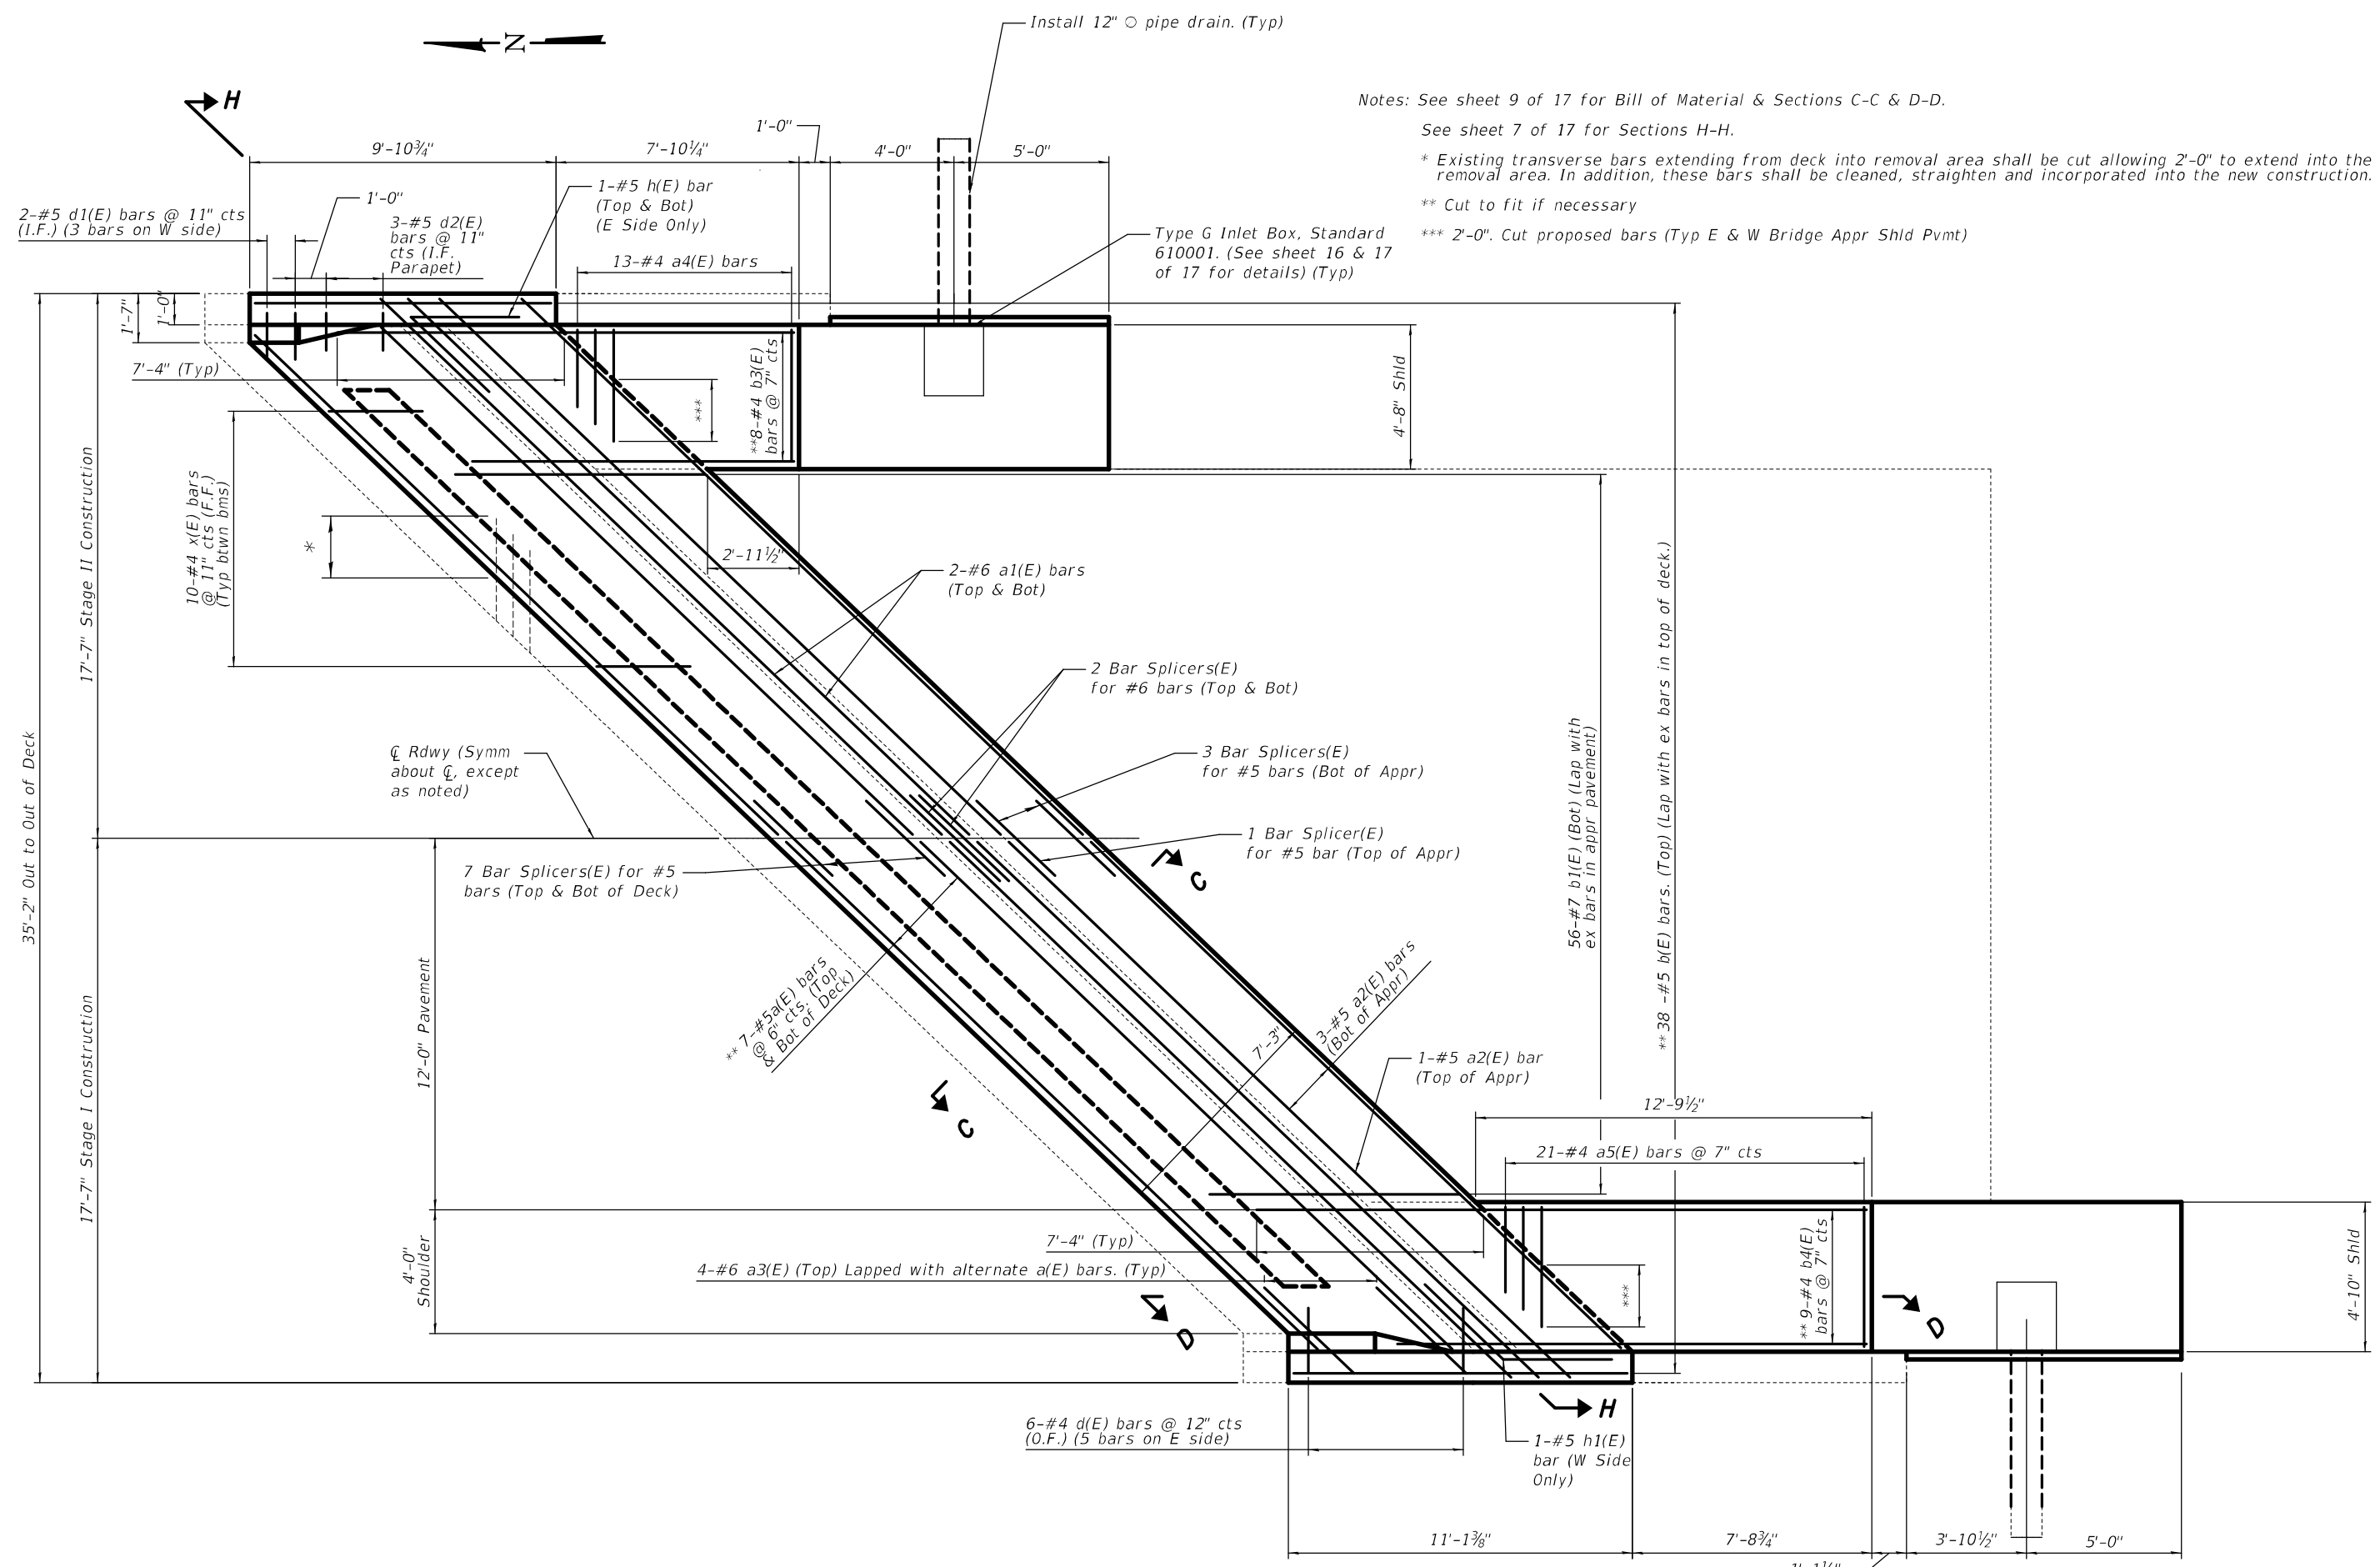 Install 12" ○ pipe drain. (Typ)
N
H
Notes: See sheet 9 of 17 for Bill of Material & Sections C-C & D-D.
See sheet 7 of 17 for Sections H-H.
* Existing transverse bars extending from deck into removal area shall be cut allowing 2'-0" to extend into the
removal area. In addition, these bars shall be cleaned, straighten and incorporated into the new construction.
** Cut to fit if necessary
*** 2'-0". Cut proposed bars (Typ E & W Bridge Appr Shld Pvmt)
9'-10¾"
7'-10¼"
1'-0"
4'-0"
5'-0"
2-#5 d1(E) bars @ 11" cts
(I.F.) (3 bars on W side)
1'-0"
3-#5 d2(E)
bars @ 11"
cts (I.F.
Parapet)
1-#5 h(E) bar
(Top & Bot)
(E Side Only)
13-#4 a4(E) bars
Type G Inlet Box, Standard
610001. (See sheet 16 & 17
of 17 for details) (Typ)
1'-7"
1'-0"
7'-4" (Typ)
***
**8-#4 b3(E)
bars @ 7" cts
4'-8" Shld
10-#4 x(E) bars
@ 11" cts (F.F.)
(Typ btwn bms)
*
2'-11½"
17'-7" Stage II Construction
35'-2" Out to Out of Deck
2-#6 a1(E) bars
(Top & Bot)
2 Bar Splicers(E)
for #6 bars (Top & Bot)
3 Bar Splicers(E)
for #5 bars (Bot of Appr)
1 Bar Splicer(E)
for #5 bar (Top of Appr)
℄ Rdwy (Symm
about ℄, except
as noted)
7 Bar Splicers(E) for #5
bars (Top & Bot of Deck)
C
56-#7 b1(E) (Bot) (Lap with
ex bars in appr pavement)
** 38 -#5 b(E) bars. (Top) (Lap with ex bars in top of deck.)
17'-7" Stage I Construction
12'-0" Pavement
4'-0"
Shoulder
** 7-#5a(E) bars
@ 6" cts. (Top
& Bot of Deck)
C
7'-3"
3-#5 a2(E) bars
(Bot of Appr)
1-#5 a2(E) bar
(Top of Appr)
12'-9½"
21-#4 a5(E) bars @ 7" cts
7'-4" (Typ)
4-#6 a3(E) (Top) Lapped with alternate a(E) bars. (Typ)
***
** 9-#4 b4(E)
bars @ 7" cts
4'-10" Shld
D
D
H
6-#4 d(E) bars @ 12" cts
(O.F.) (5 bars on E side)
1-#5 h1(E)
bar (W Side
Only)
11'-1⅜"
7'-8¾"
3'-10½"
5'-0"